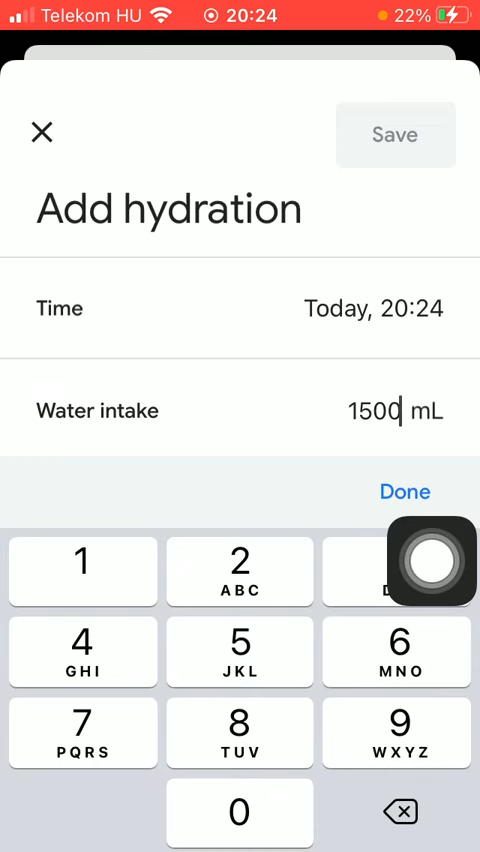 Telekom HU 20:24 22%
Save
Add hydration
Time Today, 20:24
Water intake 1500 mL
Done
1 2
ABC D
4 5 6
GHI JKL MNO
7 8 9
PQRS TUV WXYZ
0